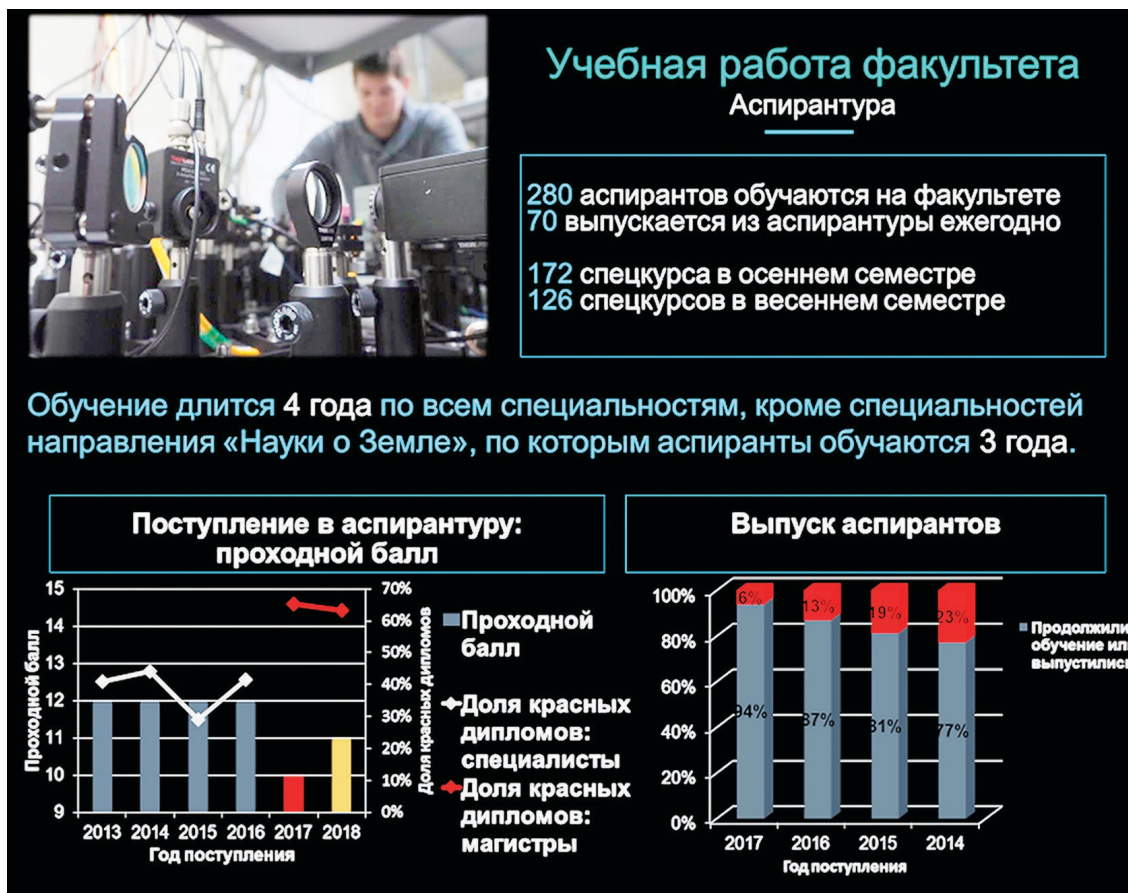 Учебная работа факультета
Аспирантура
280 аспирантов обучаются на факультете
70 выпускается из аспирантуры ежегодно
172 спецкурса в осеннем семестре
126 спецкурсов в весеннем семестре
Обучение длится 4 года по всем специальностям, кроме специальностей
направления «Науки о Земле», по которым аспиранты обучаются 3 года.
Поступление в аспирантуру:
проходной балл
15
14
13
12
11
10
9
Проходной балл
70%
60%
50%
40%
30%
20%
10%
0%
Доля красных дипломов
2013 2014 2015 2016 2017 2018
Год поступления
Проходной
балл
Доля красных
дипломов:
специалисты
Доля красных
дипломов:
магистры
Выпуск аспирантов
100%
80%
60%
40%
20%
0%
6% 13% 19% 23%
94% 87% 81% 77%
2017 2016 2015 2014
Год поступления
Продолжили
обучение или
выпустились